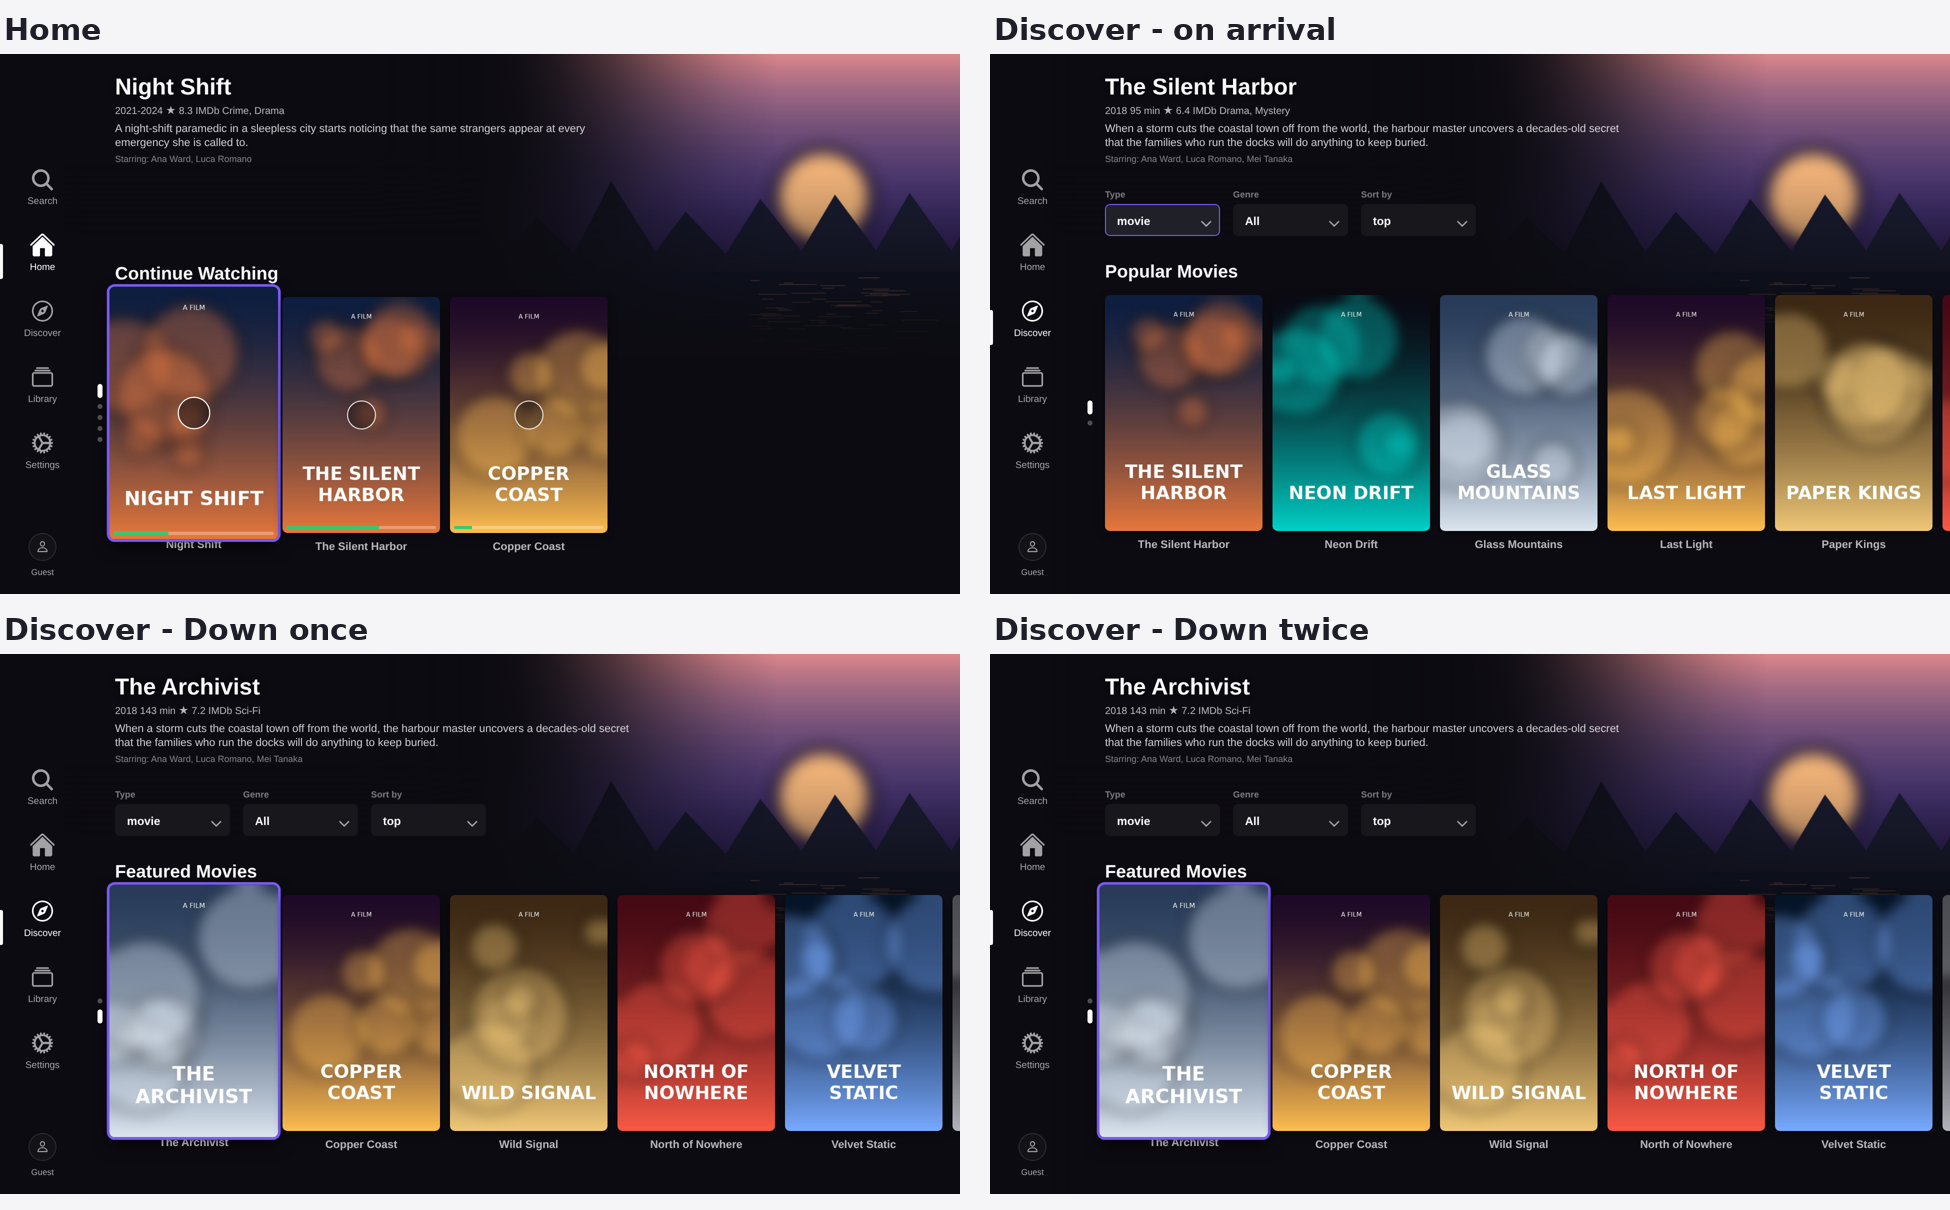 Home
Night Shift
2021-2024 ★ 8.3 IMDb Crime, Drama
A night-shift paramedic in a sleepless city starts noticing that the same strangers appear at every
emergency she is called to.
Starring: Ana Ward, Luca Romano
Search
Home
Discover
Library
Settings
Guest
Continue Watching
A FILM
NIGHT SHIFT
Night Shift
A FILM
THE SILENT
HARBOR
The Silent Harbor
COPPER
COAST
Copper Coast
Discover - on arrival
The Silent Harbor
2018 95 min ★ 6.4 IMDb Drama, Mystery
When a storm cuts the coastal town off from the world, the harbour master uncovers a decades-old secret
that the families who run the docks will do anything to keep buried.
Starring: Ana Ward, Luca Romano, Mei Tanaka
Search
Home
Discover
Library
Settings
Guest
Type
movie
Genre
All
Sort by
top
Popular Movies
A FILM
THE SILENT
HARBOR
The Silent Harbor
A FILM
NEON DRIFT
Neon Drift
A FILM
GLASS
MOUNTAINS
Glass Mountains
A FILM
LAST LIGHT
Last Light
A FILM
PAPER KINGS
Paper Kings
Discover - Down once
The Archivist
2018 143 min ★ 7.2 IMDb Sci-Fi
When a storm cuts the coastal town off from the world, the harbour master uncovers a decades-old secret
that the families who run the docks will do anything to keep buried.
Starring: Ana Ward, Luca Romano, Mei Tanaka
Search
Home
Discover
Library
Settings
Guest
Type
movie
Genre
All
Sort by
top
Featured Movies
A FILM
THE
ARCHIVIST
The Archivist
A FILM
COPPER
COAST
Copper Coast
A FILM
WILD SIGNAL
Wild Signal
A FILM
NORTH OF
NOWHERE
North of Nowhere
A FILM
VELVET
STATIC
Velvet Static
Discover - Down twice
The Archivist
2018 143 min ★ 7.2 IMDb Sci-Fi
When a storm cuts the coastal town off from the world, the harbour master uncovers a decades-old secret
that the families who run the docks will do anything to keep buried.
Starring: Ana Ward, Luca Romano, Mei Tanaka
Search
Home
Discover
Library
Settings
Guest
Type
movie
Genre
All
Sort by
top
Featured Movies
A FILM
THE
ARCHIVIST
The Archivist
A FILM
COPPER
COAST
Copper Coast
A FILM
WILD SIGNAL
Wild Signal
A FILM
NORTH OF
NOWHERE
North of Nowhere
A FILM
VELVET
STATIC
Velvet Static